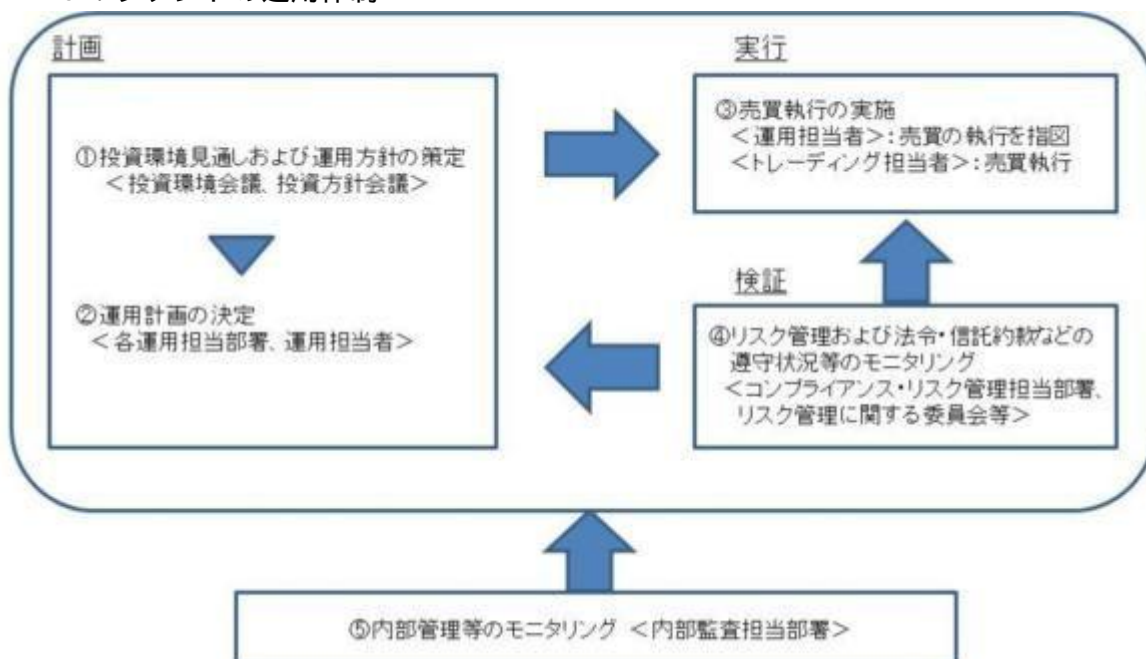 計画
①投資環境見通しおよび運用方針の策定
＜投資環境会議、投資方針会議＞
②運用計画の決定
＜各運用担当部署、運用担当者＞
実行
③売買執行の実施
＜運用担当者＞：売買の執行を指図
＜トレーディング担当者＞：売買執行
検証
④リスク管理および法令・信託約款などの
遵守状況等のモニタリング
＜コンプライアンス・リスク管理担当部署、
リスク管理に関する委員会等＞
⑤内部管理等のモニタリング ＜内部監査担当部署＞